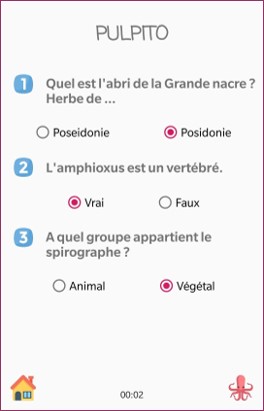 PULPITO
1 Quel est l'abri de la Grande nacre ?
Herbe de ...
Poseidonie Posidonie
2 L'amphioxus est un vertébré.
Vrai Faux
3 A quel groupe appartient le
spirographe ?
Animal Végétal
00:02